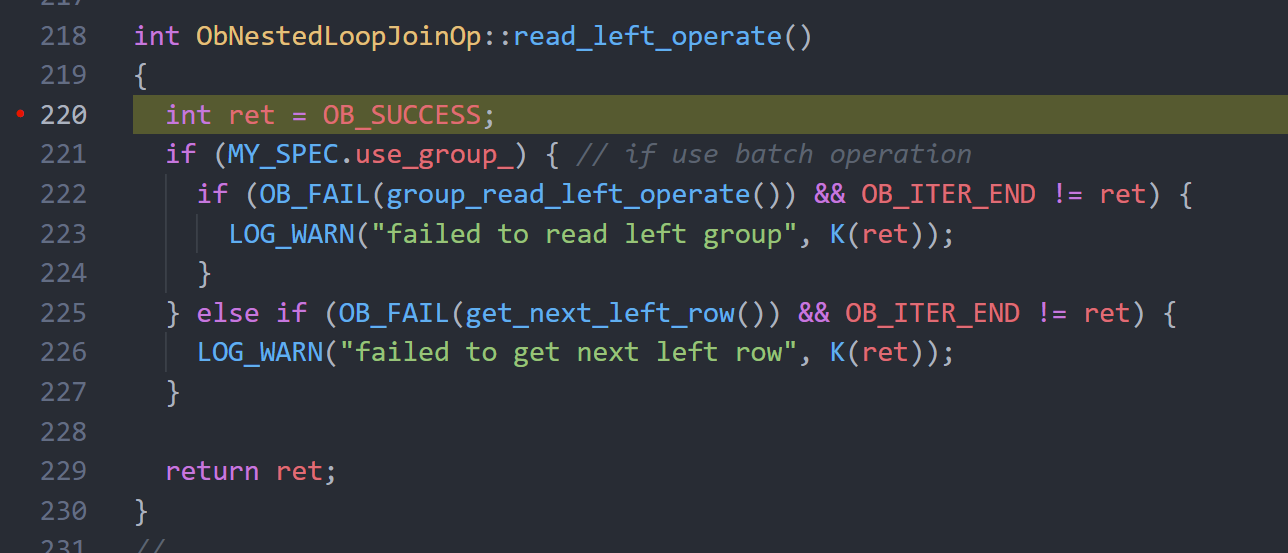 217
218 int ObNestedLoopJoinOp::read_left_operate()
219 {
220   int ret = OB_SUCCESS;
221   if (MY_SPEC.use_group_) { // if use batch operation
222     if (OB_FAIL(group_read_left_operate()) && OB_ITER_END != ret) {
223       LOG_WARN("failed to read left group", K(ret));
224     }
225   } else if (OB_FAIL(get_next_left_row()) && OB_ITER_END != ret) {
226     LOG_WARN("failed to get next left row", K(ret));
227   }
228
229   return ret;
230 }
231 //